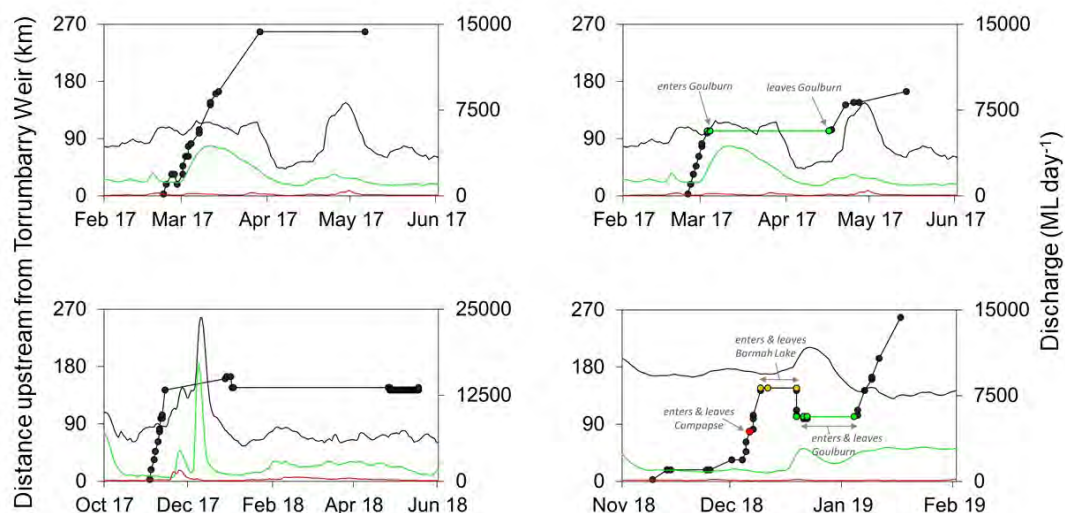 Distance upstream from Torrumbarry Weir (km)
270
180
90
0
15000
7500
0
Feb 17 Mar 17 Apr 17 May 17 Jun 17
270
180
90
0
enters Goulburn
leaves Goulburn
15000
7500
0
Feb 17 Mar 17 Apr 17 May 17 Jun 17
270
180
90
0
25000
0
Oct 17 Dec 17 Feb 18 Apr 18 Jun 18
270
180
90
0
enters & leaves
Barmah Lake
enters & leaves
Campapse
enters & leaves
Goulburn
15000
7500
0
Nov 18 Dec 18 Jan 19 Feb 19
Discharge (ML day-1)